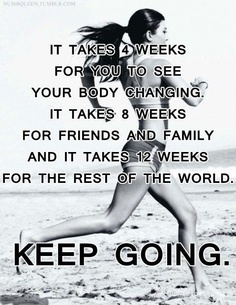 IT TAKES 4 WEEKS
FOR YOU TO SEE
YOUR BODY CHANGING.
IT TAKES 8 WEEKS
FOR FRIENDS AND FAMILY
AND IT TAKES 12 WEEKS
FOR THE REST OF THE WORLD.
KEEP GOING.